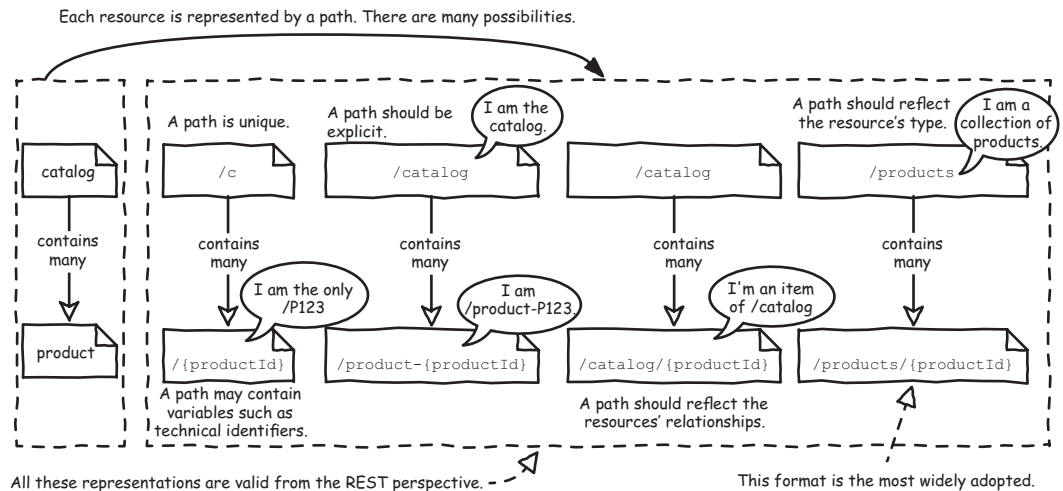 Each resource is represented by a path. There are many possibilities.
catalog
contains
many
product
A path is unique.
/c
contains
many
I am the only
/P123
/{productId}
A path may contain
variables such as
technical identifiers.
A path should be
explicit.
I am the
catalog.
/catalog
contains
many
I am
/product-P123.
/product-{productId}
/catalog
contains
many
I'm an item
of /catalog
/catalog/{productId}
A path should reflect the
resources' relationships.
A path should reflect
the resource's type.
I am a
collection of
products.
/products
contains
many
/products/{productId}
All these representations are valid from the REST perspective.
This format is the most widely adopted.